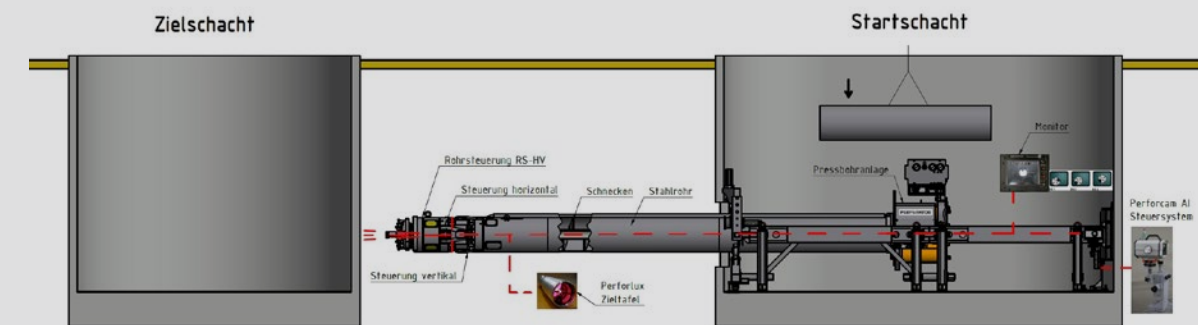 Zielschacht
Startschacht
Monitor
Rohrsteuerung RS-HV
Pressbohranlage
Steuerung horizontal
Schnecken
Stahlrohr
Perforcam AI
Steuersystem
Steuerung vertikal
Perforlux
Zieltafel